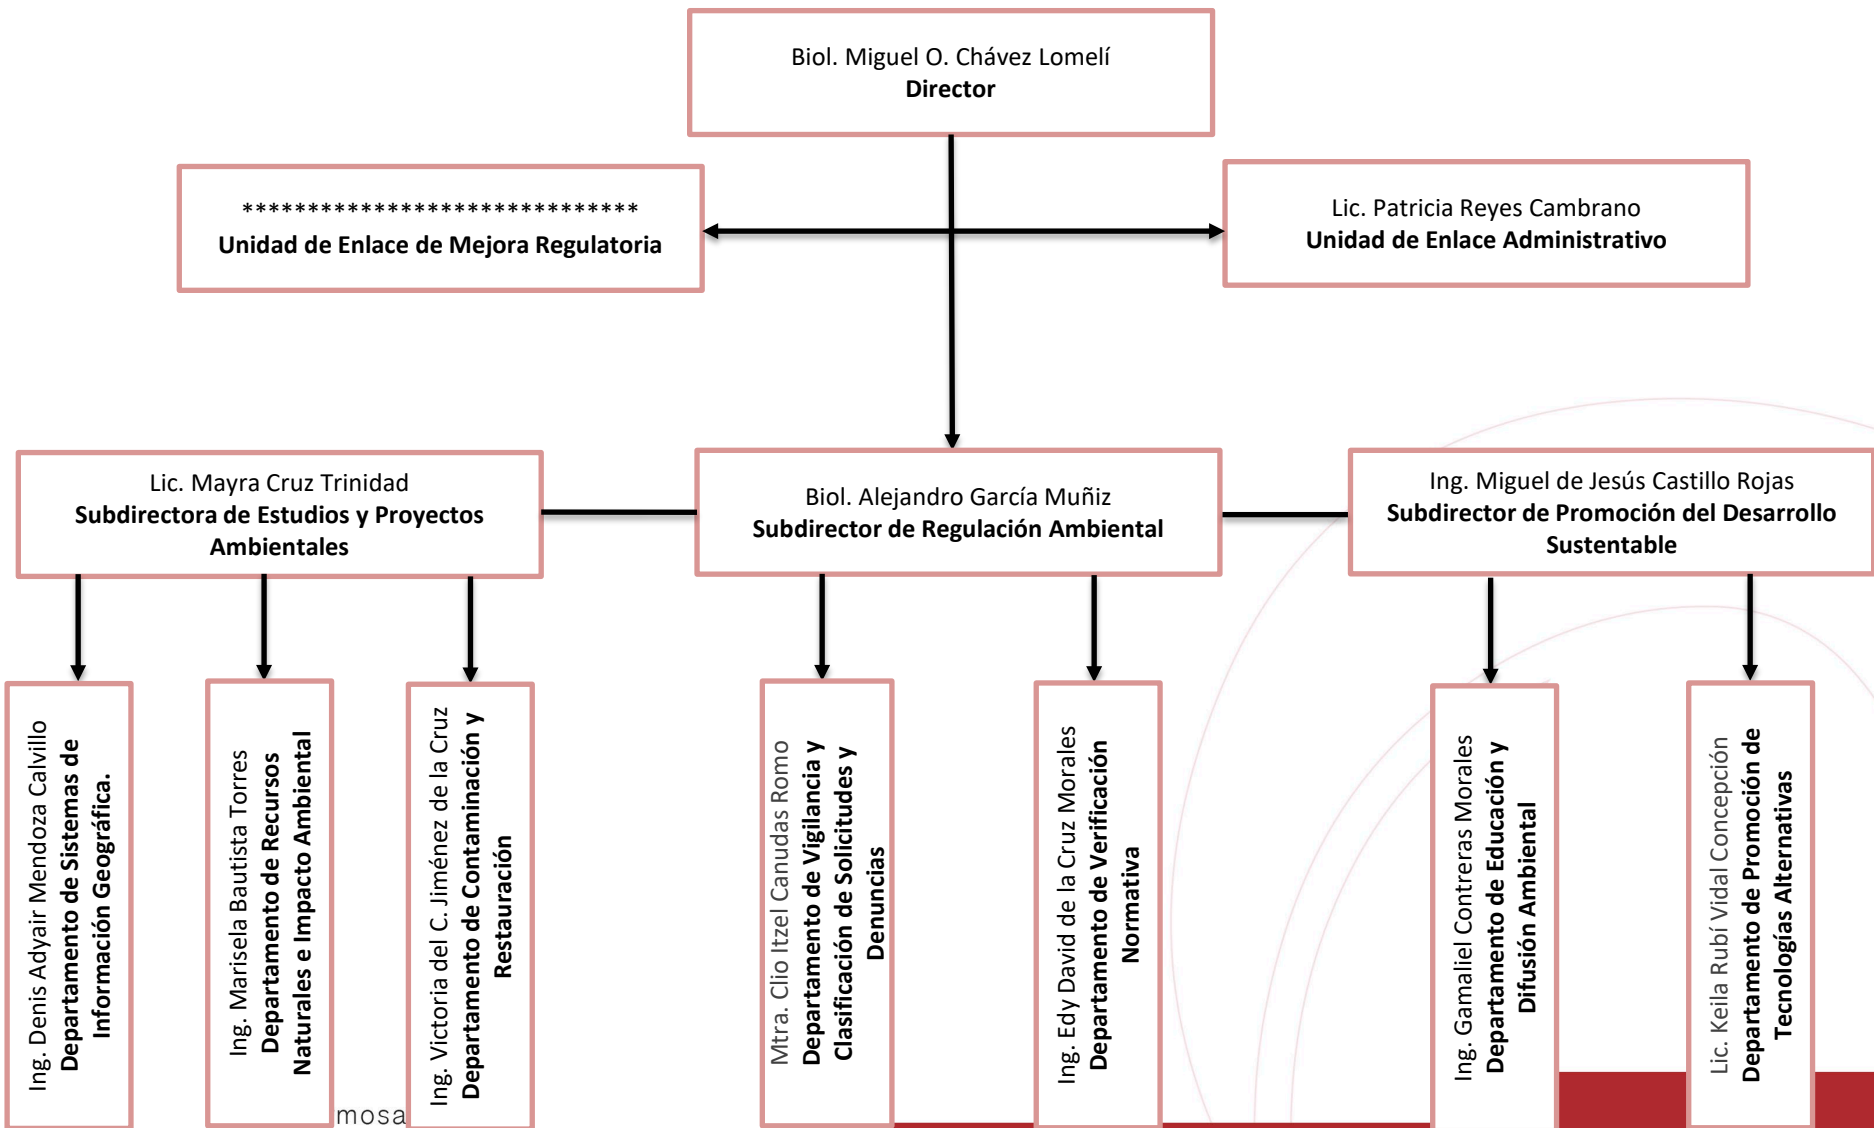 Biol. Miguel O. Chávez Lomelí
Director
******************************
Unidad de Enlace de Mejora Regulatoria
Lic. Patricia Reyes Cambrano
Unidad de Enlace Administrativo
Lic. Mayra Cruz Trinidad
Subdirectora de Estudios y Proyectos
Ambientales
Biol. Alejandro García Muñiz
Subdirector de Regulación Ambiental
Ing. Miguel de Jesús Castillo Rojas
Subdirector de Promoción del Desarrollo
Sustentable
Ing. Denis Adyair Mendoza Calvillo
Departamento de Sistemas de
Información Geográfica.
Ing. Marisela Bautista Torres
Departamento de Recursos
Naturales e Impacto Ambiental
Ing. Victoria del C. Jiménez de la Cruz
Departamento de Contaminación y
Restauración
Mtra. Clio Itzel Canudas Romo
Departamento de Vigilancia y
Clasificación de Solicitudes y
Denuncias
Ing. Edy David de la Cruz Morales
Departamento de Verificación
Normativa
Ing. Gamaliel Contreras Morales
Departamento de Educación y
Difusión Ambiental
Lic. Keila Rubí Vidal Concepción
Departamento de Promoción de
Tecnologías Alternativas
mosa